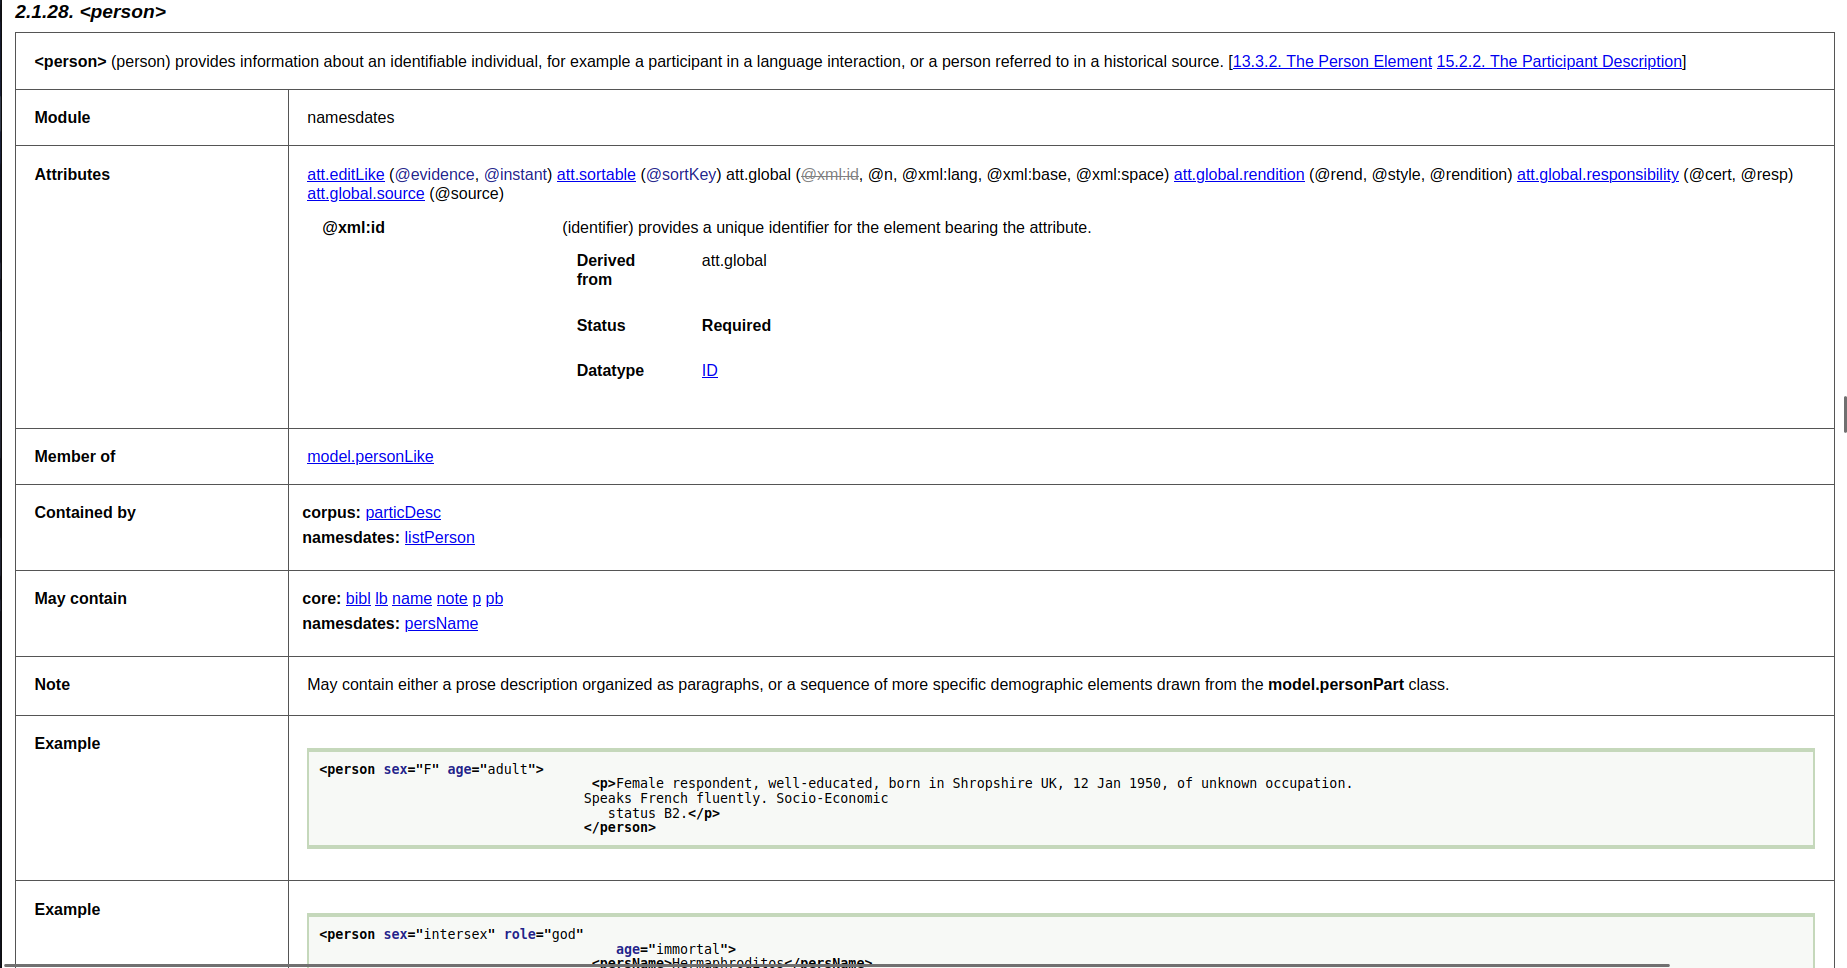 2.1.28. <person>
<person> (person) provides information about an identifiable individual, for example a participant in a language interaction, or a person referred to in a historical source. [13.3.2. The Person Element 15.2.2. The Participant Description]
Module namesdates
Attributes att.editLike (@evidence, @instant) att.sortable (@sortKey) att.global (@xml:id, @n, @xml:lang, @xml:base, @xml:space) att.global.rendition (@rend, @style, @rendition) att.global.responsibility (@cert, @resp)
att.global.source (@source)
@xml:id (identifier) provides a unique identifier for the element bearing the attribute.
Derived att.global
from
Status Required
Datatype ID
Member of model.personLike
Contained by corpus: particDesc
namesdates: listPerson
May contain core: bibl lb name note p pb
namesdates: persName
Note May contain either a prose description organized as paragraphs, or a sequence of more specific demographic elements drawn from the model.personPart class.
Example
<person sex="F" age="adult">
<p>Female respondent, well-educated, born in Shropshire UK, 12 Jan 1950, of unknown occupation.
Speaks French fluently. Socio-Economic
status B2.</p>
</person>
Example
<person sex="intersex" role="god"
age="immortal">
<persName>Hermaphroditos</persName>